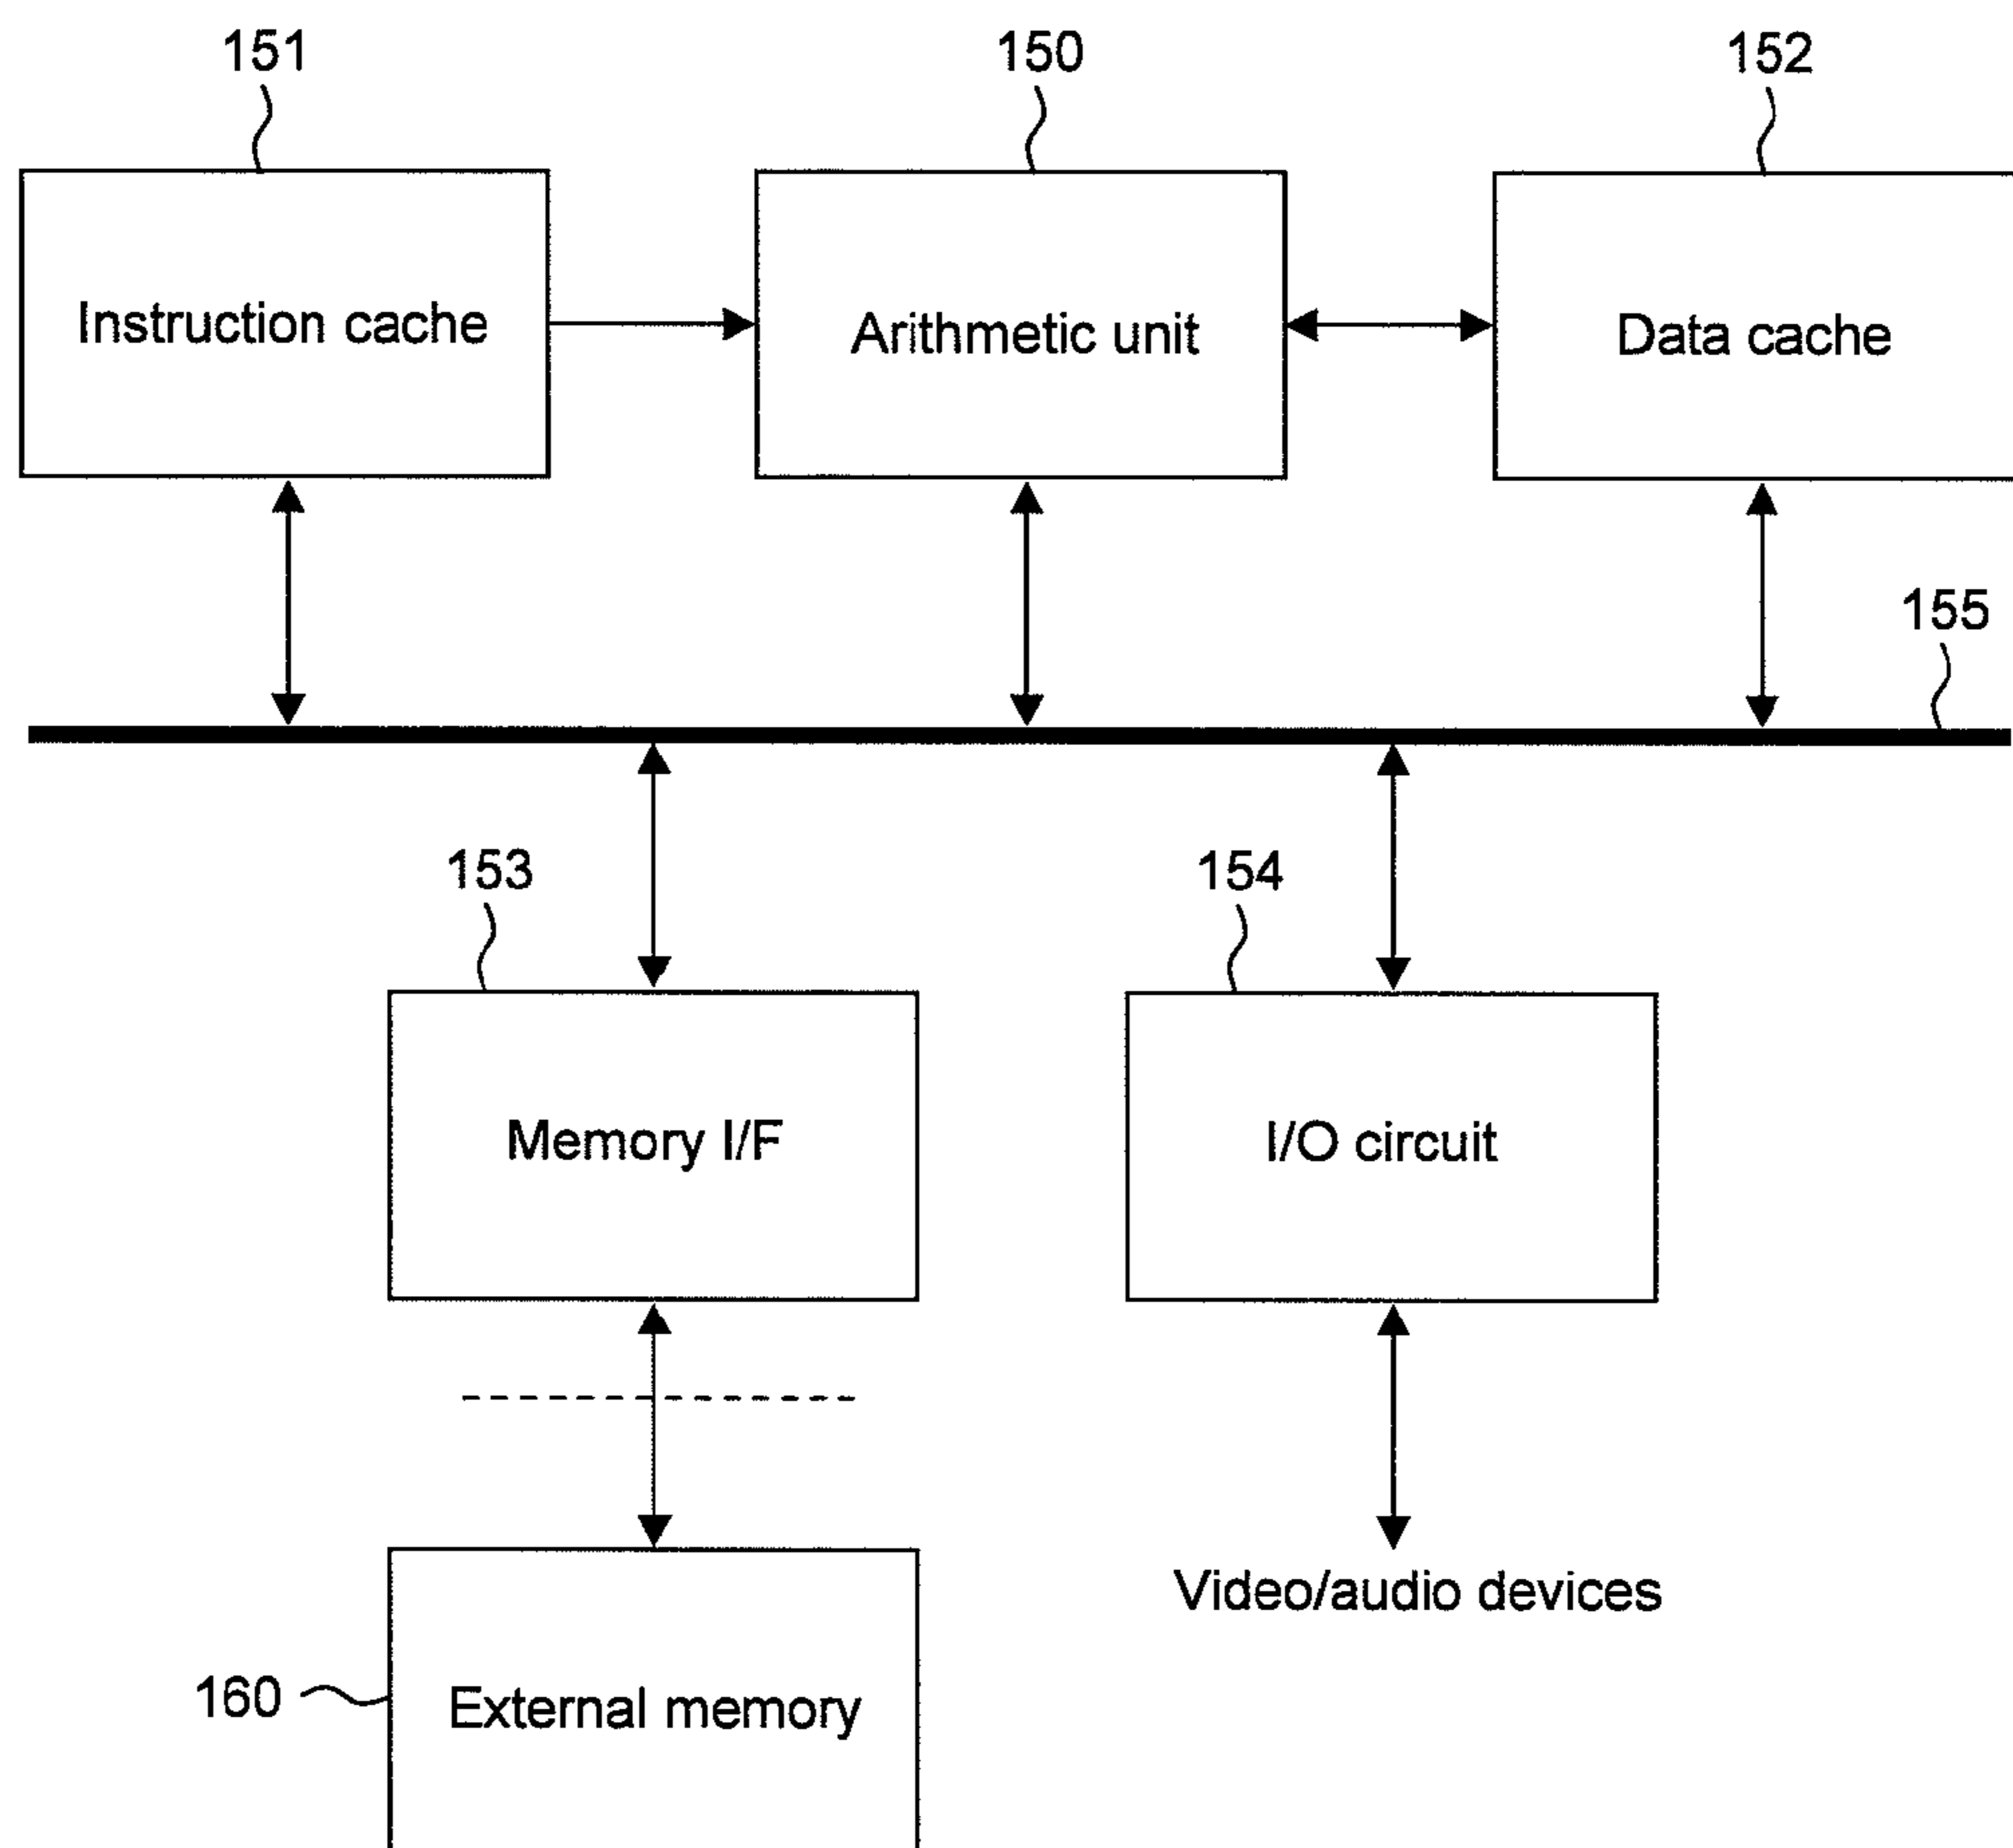 151
150
152
Instruction cache
Arithmetic unit
Data cache
155
153
154
Memory I/F
I/O circuit
Video/audio devices
160
External memory